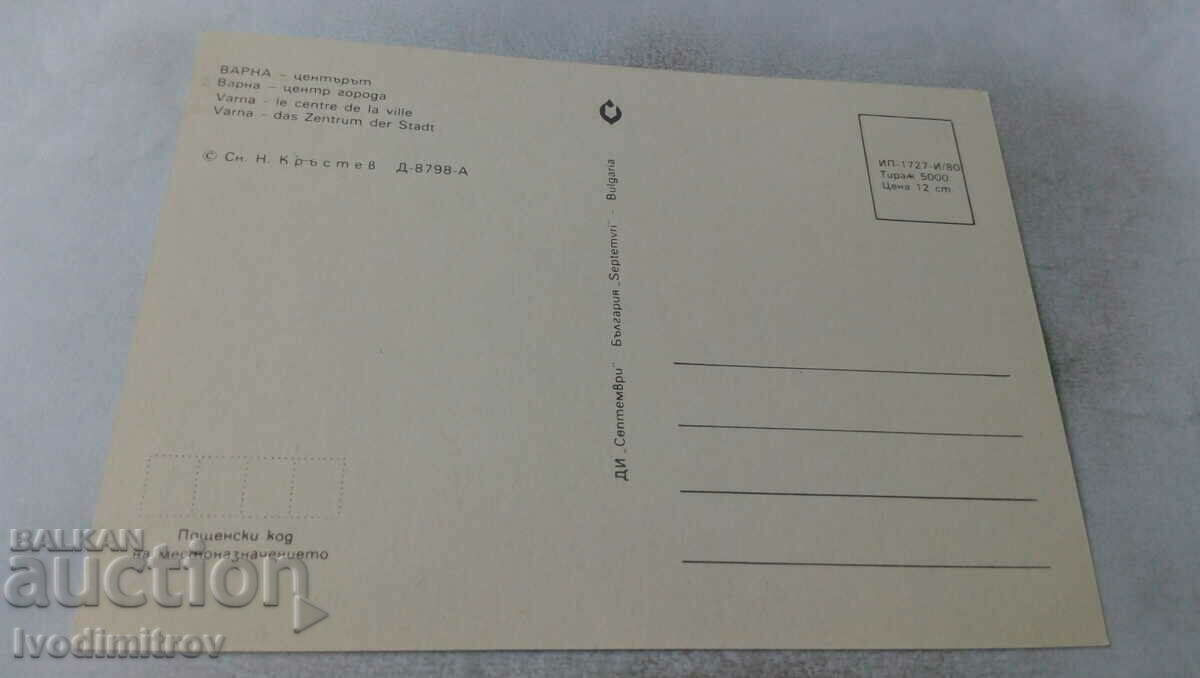 ВАРНА – центърът
Варна – центр города
Varna - le centre de la ville
Varna - das Zentrum der Stadt
© Сн. Н. Кръстев Д-8798-А
ДИ „Септември" България „Septemvri" - Bulgaria
ИП-1727-И/80
Тираж 5000
Цена 12 ст.
Пощенски код
на местоназначението
BALKAN
auction
Ivodimitrov